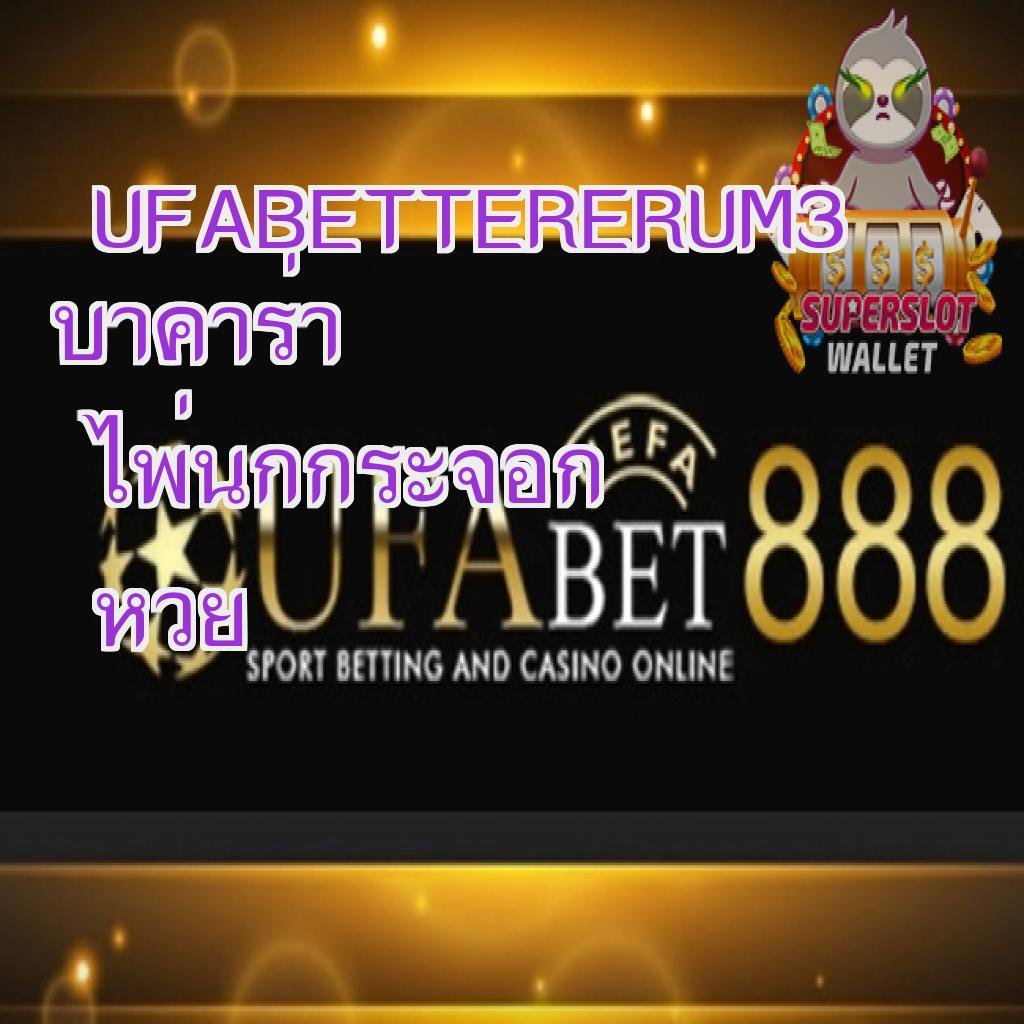 UFABETTERERUM3
SUPERSLOT
WALLET
บาคาร่า
ไพ่นกกระจอก
UEFA
UFABET888
หวย
SPORT BETTING AND CASINO ONLINE